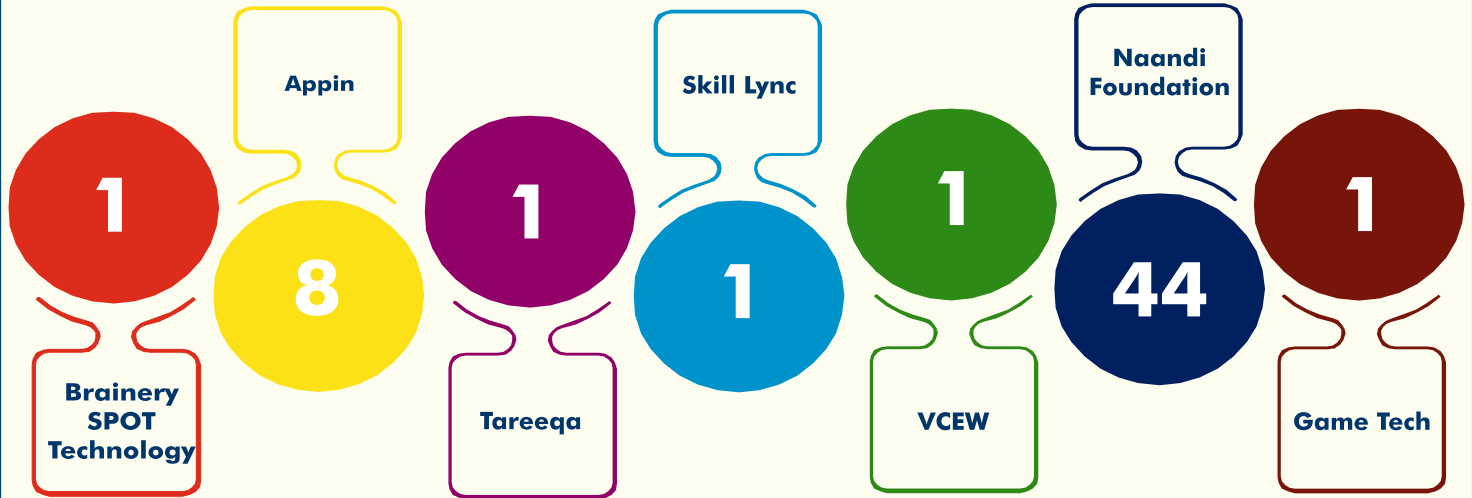 1
Brainery
SPOT
Technology
Appin
8
1
Tareeqa
Skill Lync
1
1
VCEW
Naandi
Foundation
44
1
Game Tech